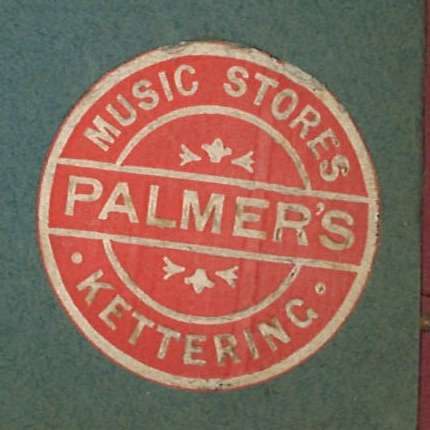 MUSIC STORES
PALMER'S
KETTERING